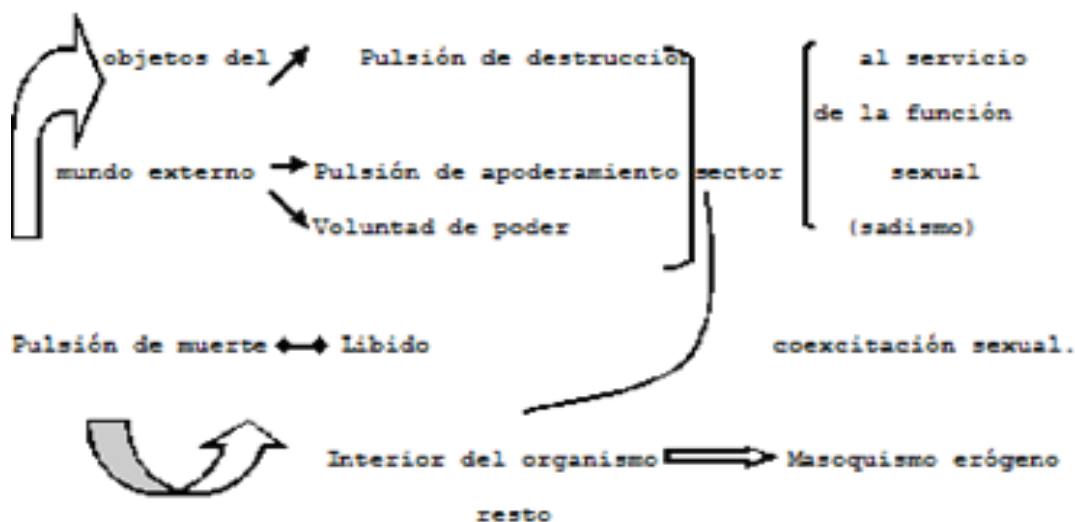 objetos del Pulsión de destrucción al servicio
de la función
mundo externo Pulsión de apoderamiento sector sexual
Voluntad de poder (sadismo)
Pulsión de muerte Libido coexcitación sexual.
Interior del organismo Masoquismo erógeno
resto